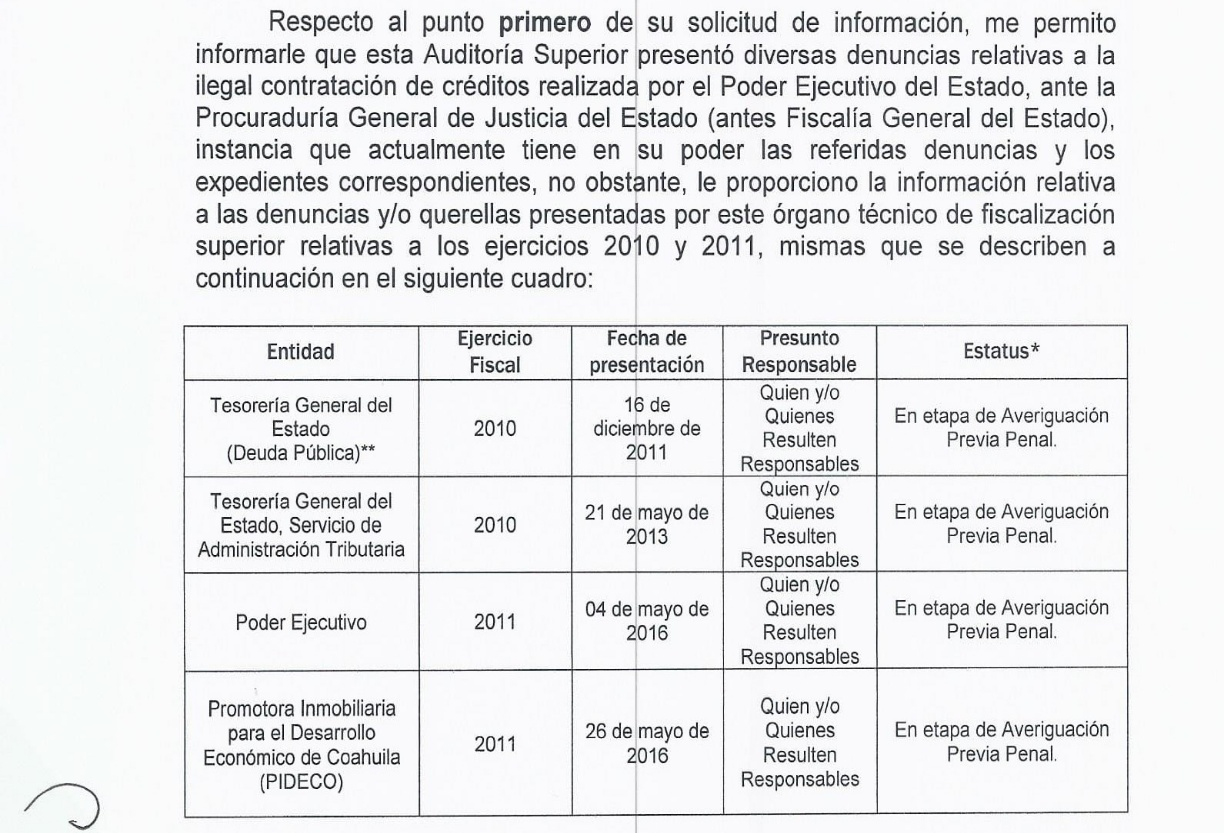 Respecto al punto primero de su solicitud de información, me permito
informarle que esta Auditoría Superior presentó diversas denuncias relativas a la
ilegal contratación de créditos realizada por el Poder Ejecutivo del Estado, ante la
Procuraduría General de Justicia del Estado (antes Fiscalía General del Estado),
instancia que actualmente tiene en su poder las referidas denuncias y los
expedientes correspondientes, no obstante, le proporciono la información relativa
a las denuncias y/o querellas presentadas por este órgano técnico de fiscalización
superior relativas a los ejercicios 2010 y 2011, mismas que se describen a
continuación en el siguiente cuadro:
Entidad
Ejercicio
Fiscal
Fecha de
presentación
Presunto
Responsable
Estatus*
Tesorería General del
Estado
(Deuda Pública)**
2010
16 de
diciembre de
2011
Quien y/o
Quienes
Resulten
Responsables
En etapa de Averiguación
Previa Penal.
Tesorería General del
Estado, Servicio de
Administración Tributaria
2010
21 de mayo de
2013
Quien y/o
Quienes
Resulten
Responsables
En etapa de Averiguación
Previa Penal.
Poder Ejecutivo
2011
04 de mayo de
2016
Quien y/o
Quienes
Resulten
Responsables
En etapa de Averiguación
Previa Penal.
Promotora Inmobiliaria
para el Desarrollo
Económico de Coahuila
(PIDECO)
2011
26 de mayo de
2016
Quien y/o
Quienes
Resulten
Responsables
En etapa de Averiguación
Previa Penal.